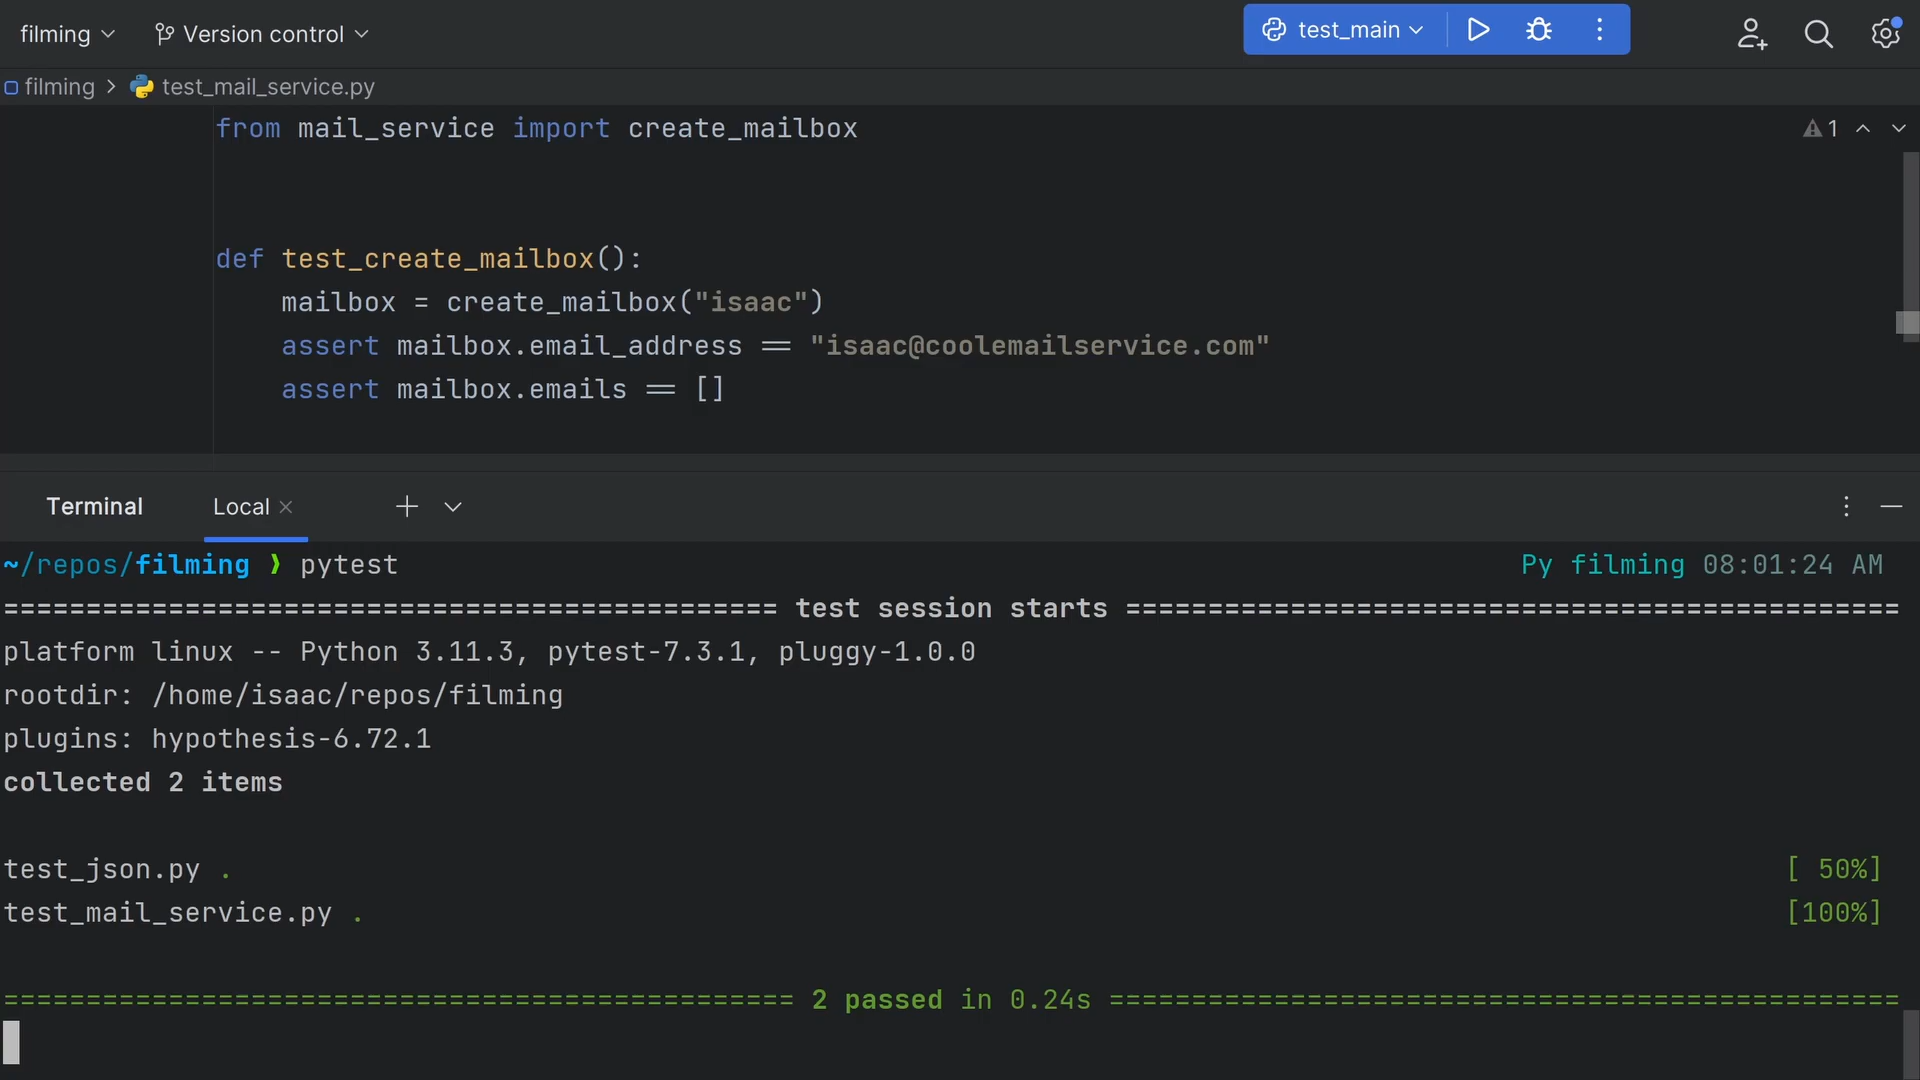 filming Version control test_main
filming > test_mail_service.py
from mail_service import create_mailbox
1
def test_create_mailbox():
    mailbox = create_mailbox("isaac")
    assert mailbox.email_address == "isaac@coolemailservice.com"
    assert mailbox.emails == []
Terminal Local × +
~/repos/filming ❯ pytest Py filming 08:01:24 AM
=============================================== test session starts ===============================================
platform linux -- Python 3.11.3, pytest-7.3.1, pluggy-1.0.0
rootdir: /home/isaac/repos/filming
plugins: hypothesis-6.72.1
collected 2 items
test_json.py . [ 50%]
test_mail_service.py . [100%]
================================================ 2 passed in 0.24s ================================================